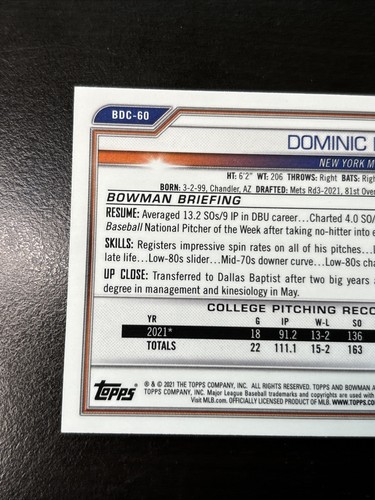 BDC-60
DOMINIC
NEW YORK M
HT: 6'2" WT: 206 THROWS: Right BATS: Righ
BORN: 3-2-99, Chandler, AZ DRAFTED: Mets Rd3-2021, 81st Over
BOWMAN BRIEFING
RESUME: Averaged 13.2 SOs/9 IP in DBU career...Charted 4.0 SO/
Baseball National Pitcher of the Week after taking no-hitter into e
SKILLS: Registers impressive spin rates on all of his pitches...
late life...Low-80s slider...Mid-70s downer curve...Low-80s cha
UP CLOSE: Transferred to Dallas Baptist after two big years a
degree in management and kinesiology in May.
COLLEGE PITCHING RECO
YR G IP W-L SO
2021* 18 91.2 13-2 136
TOTALS 22 111.1 15-2 163
topps
® & © 2021 THE TOPPS COMPANY, INC. ALL RIGHTS RESERVED. TOPPS AND BOWMAN A
TOPPS COMPANY, INC. Major League Baseball trademarks and copyrights are used with
Visit MLB.com. OFFICIALLY LICENSED PRODUCT OF MLB. WWW.TOPPS.CO